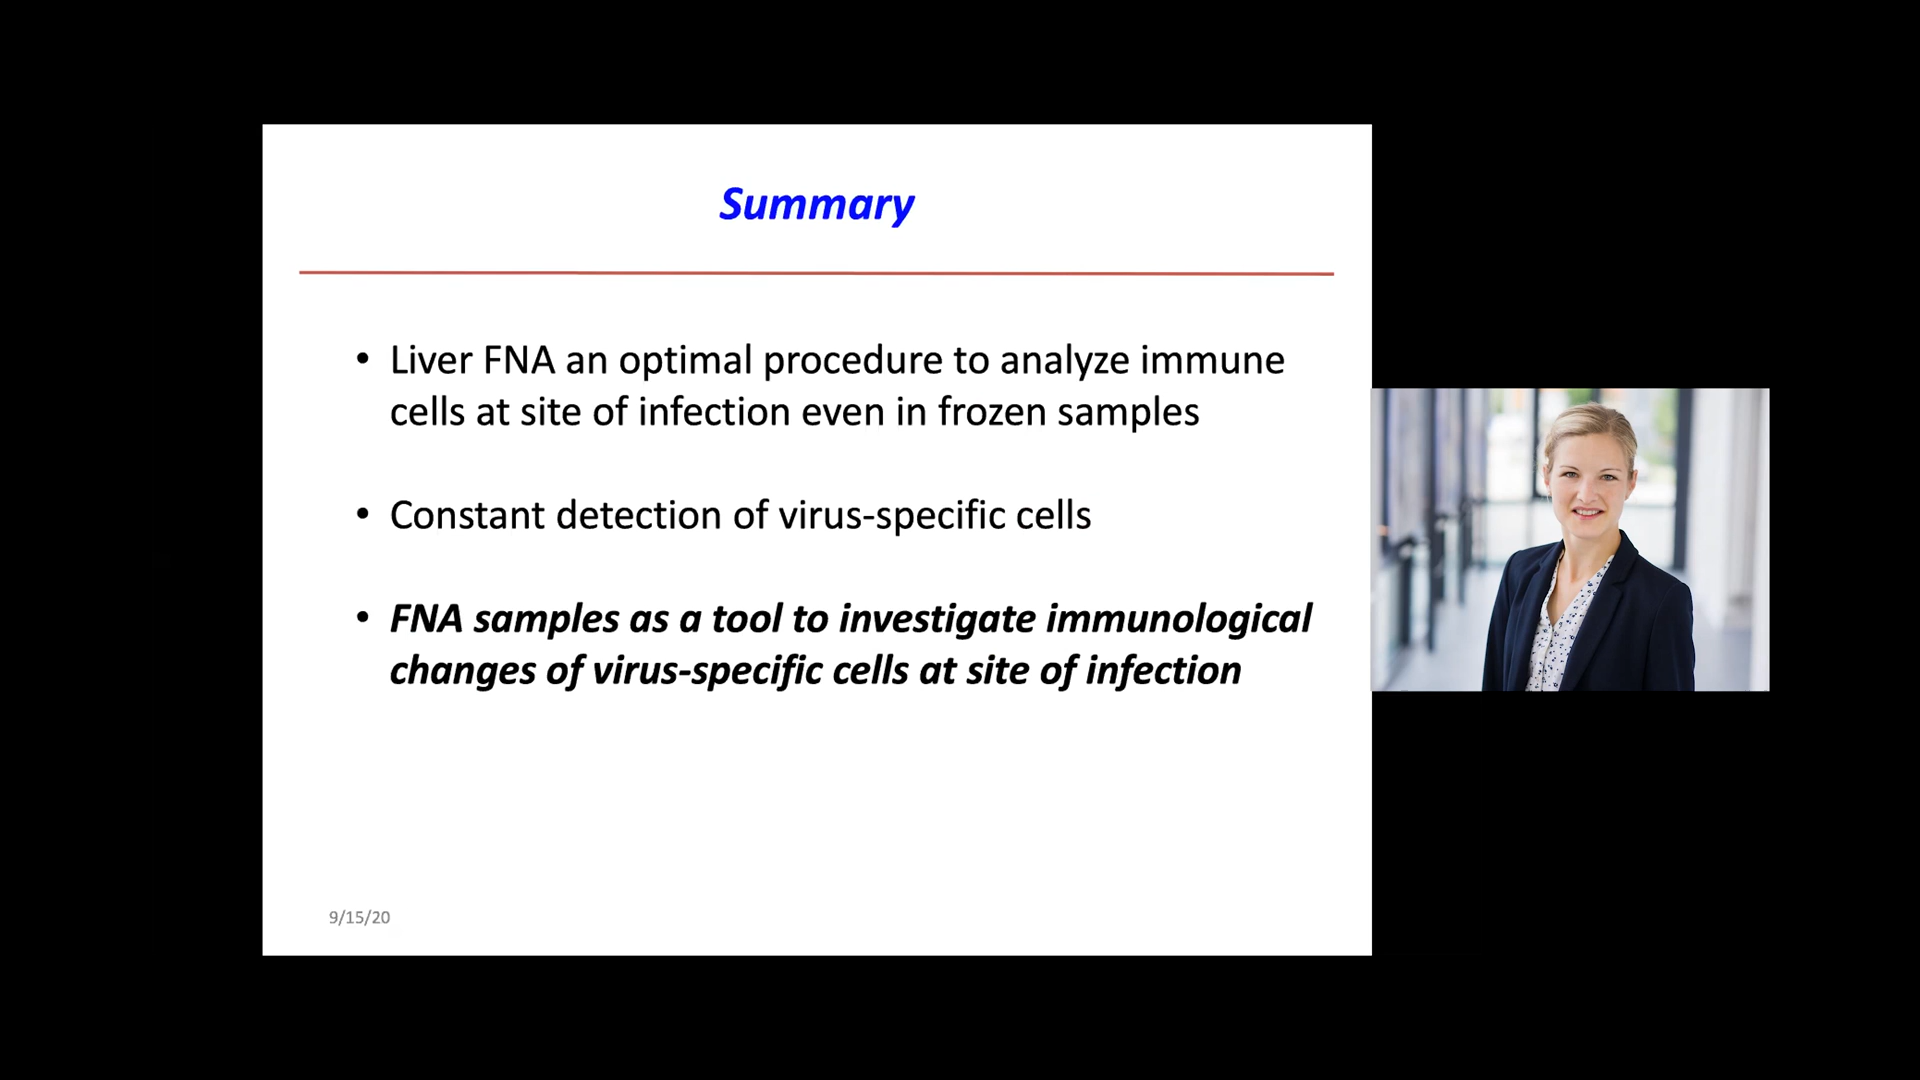 Summary
• Liver FNA an optimal procedure to analyze immune
cells at site of infection even in frozen samples
• Constant detection of virus-specific cells
• FNA samples as a tool to investigate immunological
changes of virus-specific cells at site of infection
9/15/20